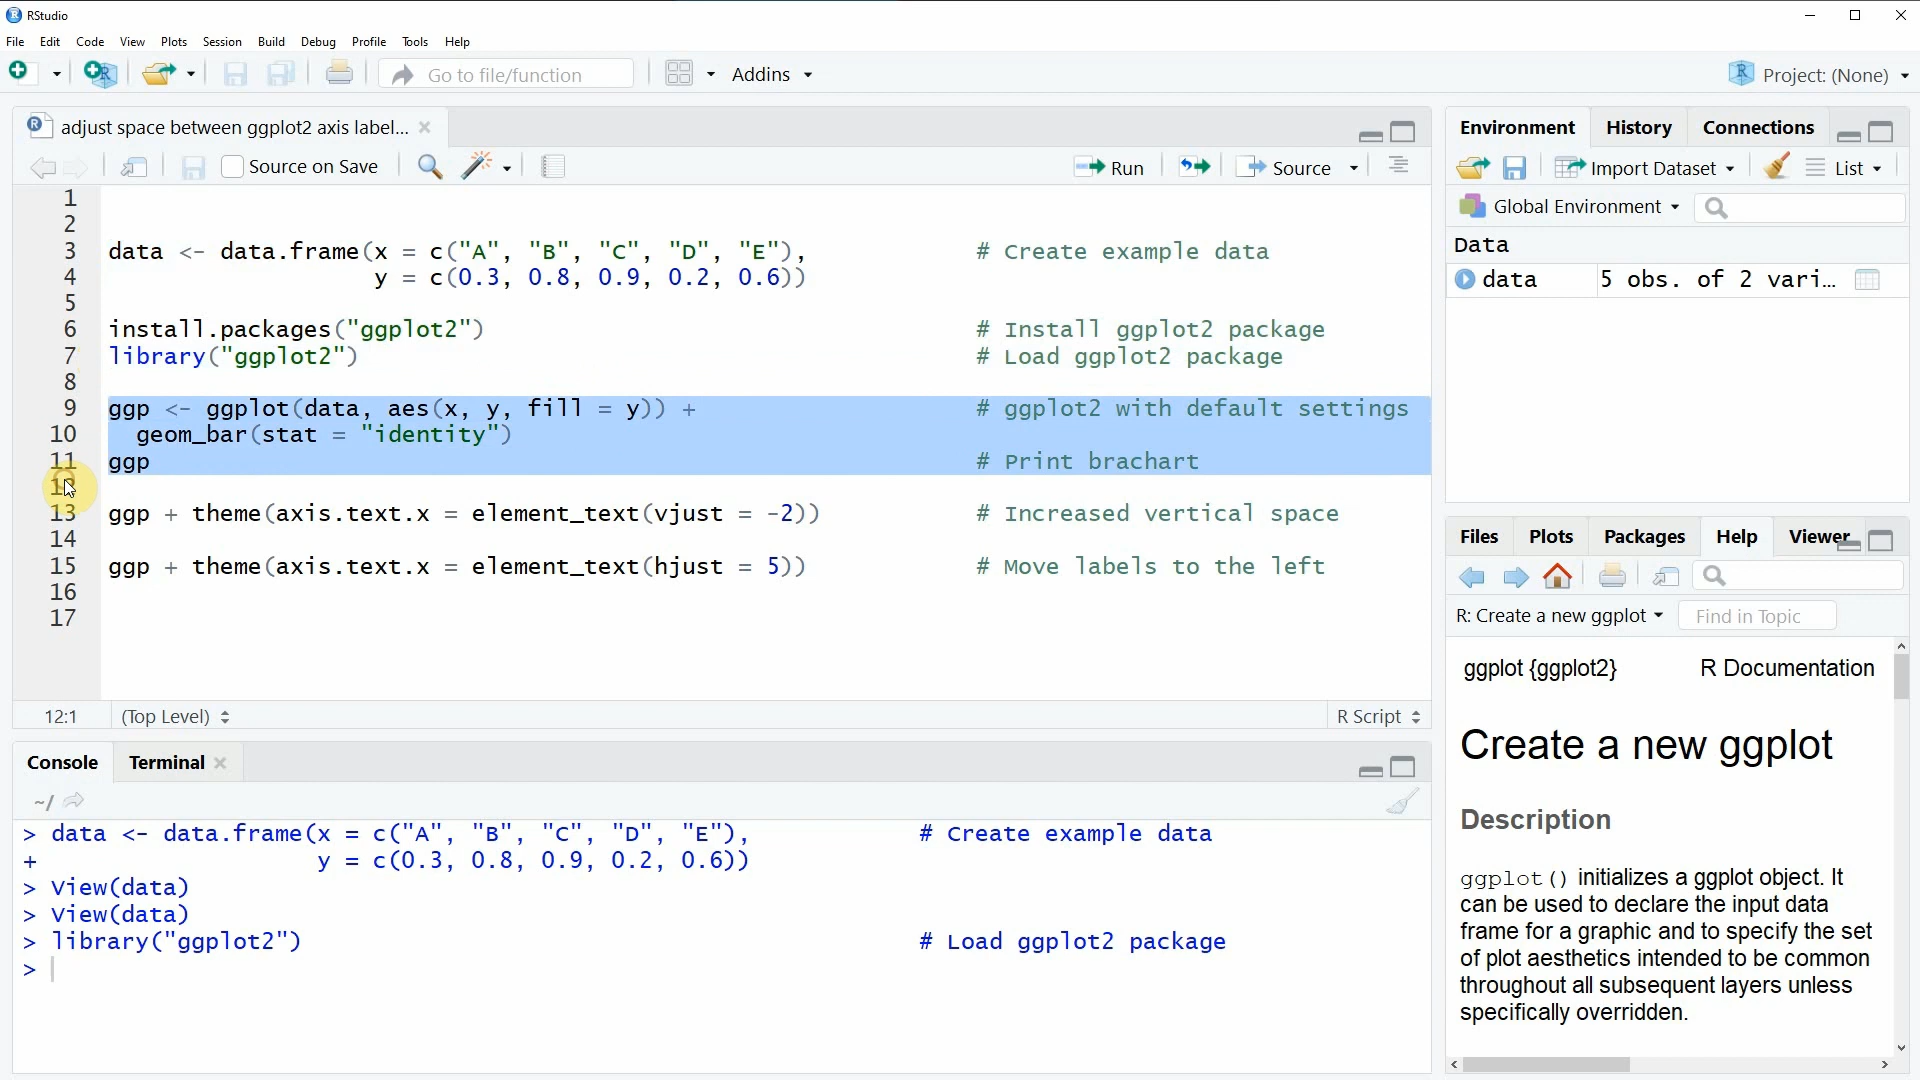 RStudio
File Edit Code View Plots Session Build Debug Profile Tools Help
Go to file/function Addins Project: (None)
adjust space between ggplot2 axis label...
Source on Save Run Source
1
2
3 data <- data.frame(x = c("A", "B", "C", "D", "E"), # Create example data
4 y = c(0.3, 0.8, 0.9, 0.2, 0.6))
5
6 install.packages("ggplot2") # Install ggplot2 package
7 library("ggplot2") # Load ggplot2 package
8
9 ggp <- ggplot(data, aes(x, y, fill = y)) + # ggplot2 with default settings
10 geom_bar(stat = "identity")
11 ggp # Print brachart
12
13 ggp + theme(axis.text.x = element_text(vjust = -2)) # Increased vertical space
14
15 ggp + theme(axis.text.x = element_text(hjust = 5)) # Move labels to the left
16
17
12:1 (Top Level) R Script
Console Terminal
~/
> data <- data.frame(x = c("A", "B", "C", "D", "E"), # Create example data
+ y = c(0.3, 0.8, 0.9, 0.2, 0.6))
> View(data)
> View(data)
> library("ggplot2") # Load ggplot2 package
>
Environment History Connections
Import Dataset List
Global Environment
Data
data 5 obs. of 2 vari...
Files Plots Packages Help Viewer
R: Create a new ggplot Find in Topic
ggplot {ggplot2} R Documentation
Create a new ggplot
Description
ggplot() initializes a ggplot object. It
can be used to declare the input data
frame for a graphic and to specify the set
of plot aesthetics intended to be common
throughout all subsequent layers unless
specifically overridden.